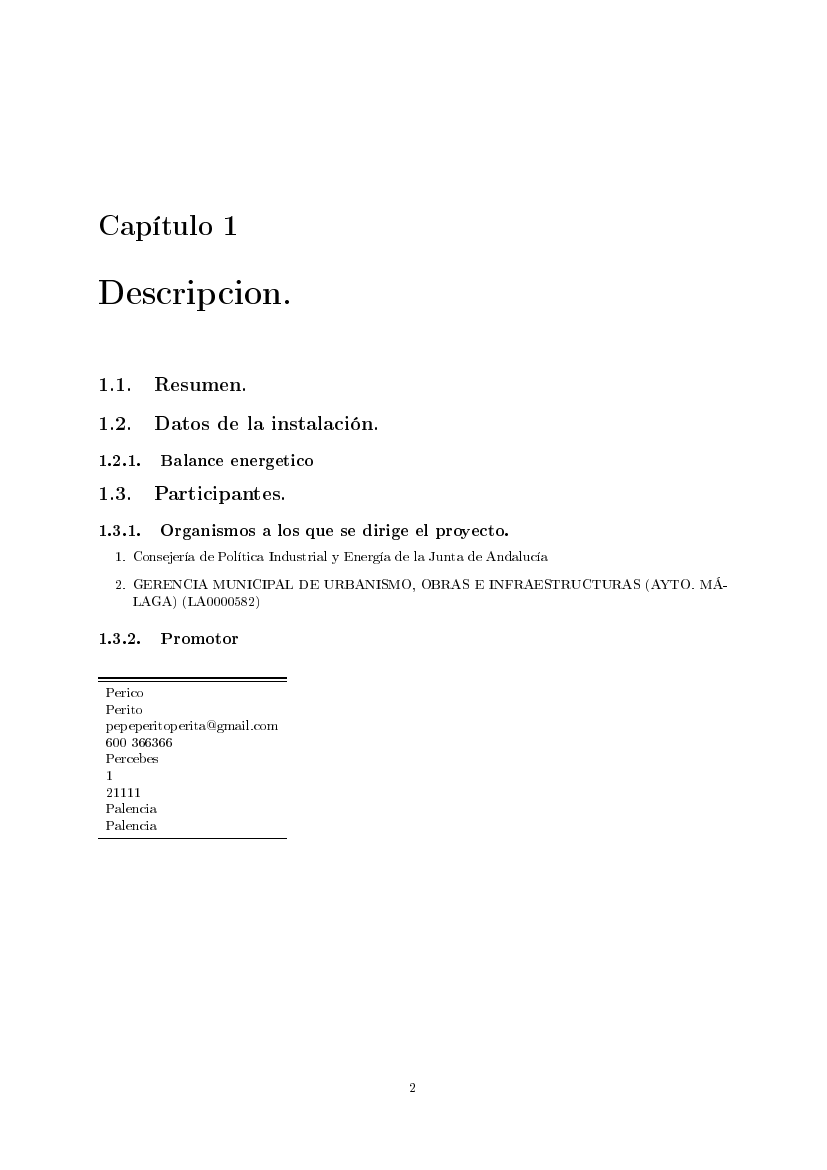 Capítulo 1
Descripcion.
1.1. Resumen.
1.2. Datos de la instalación.
1.2.1. Balance energetico
1.3. Participantes.
1.3.1. Organismos a los que se dirige el proyecto.
1. Consejería de Política Industrial y Energía de la Junta de Andalucía
2. GERENCIA MUNICIPAL DE URBANISMO, OBRAS E INFRAESTRUCTURAS (AYTO. MÁ-
LAGA) (LA0000582)
1.3.2. Promotor
Perico
Perito
pepeperitoperita@gmail.com
600 366366
Percebes
1
21111
Palencia
Palencia
2